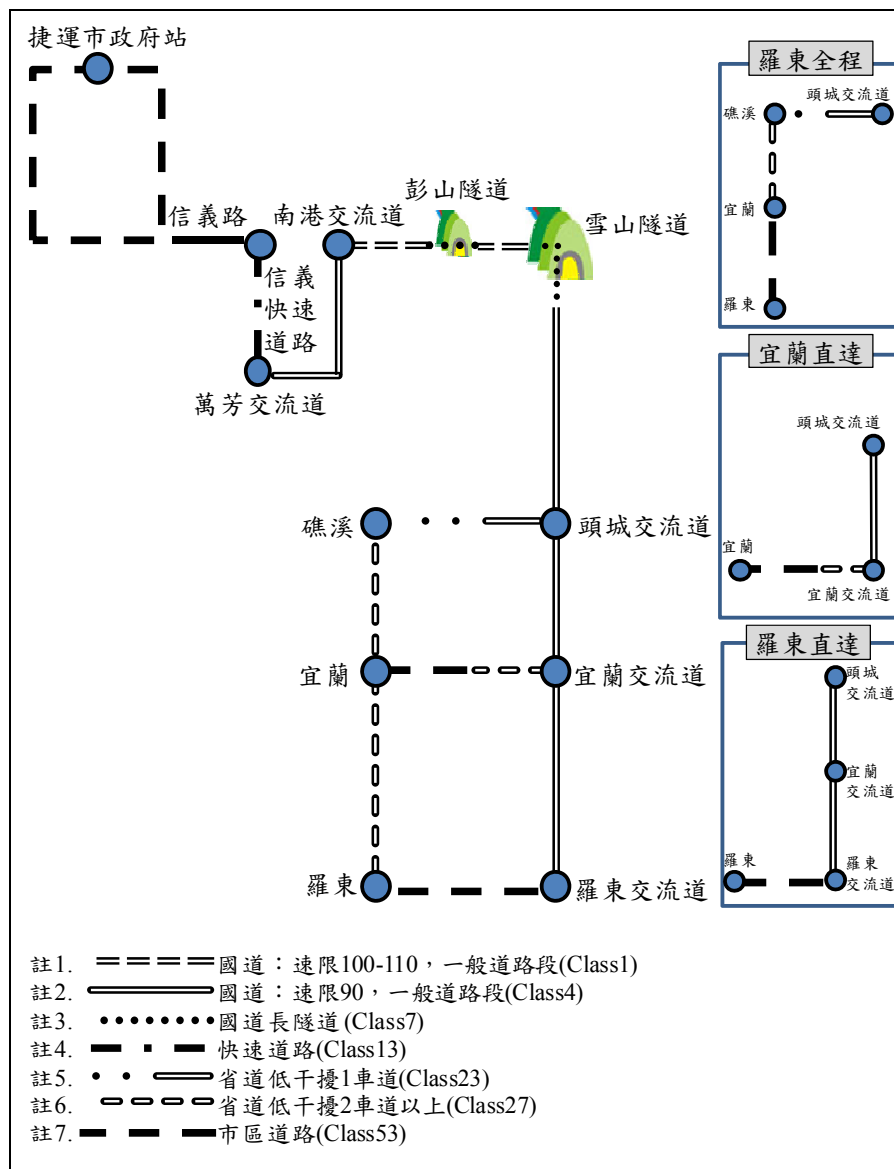 捷運市政府站
信義路
南港交流道
彭山隧道
雪山隧道
信義
快速
道路
萬芳交流道
礁溪
頭城交流道
宜蘭
宜蘭交流道
羅東
羅東交流道
羅東全程
頭城交流道
礁溪
宜蘭
羅東
宜蘭直達
頭城交流道
宜蘭
宜蘭交流道
羅東直達
頭城
交流道
宜蘭
交流道
羅東
羅東
交流道
註1. 國道：速限100-110，一般道路段(Class1)
註2. 國道：速限90，一般道路段(Class4)
註3. 國道長隧道(Class7)
註4. 快速道路(Class13)
註5. 省道低干擾1車道(Class23)
註6. 省道低干擾2車道以上(Class27)
註7. 市區道路(Class53)